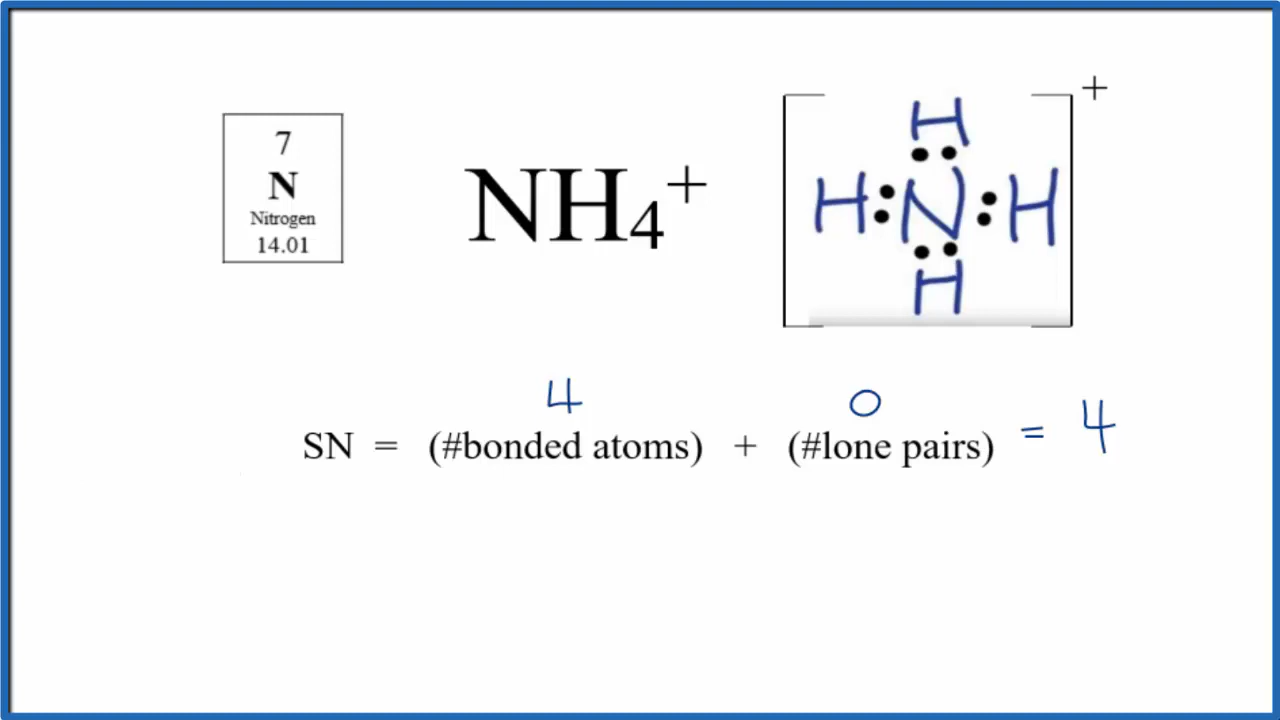 7
N
Nitrogen
14.01
NH₄⁺
+
H
H:N:H
H
4 0
SN = (#bonded atoms) + (#lone pairs) = 4